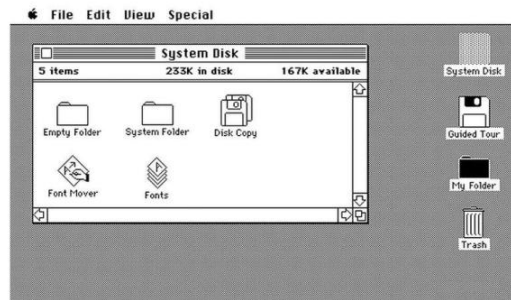 File Edit View Special
System Disk
5 items 233K in disk 167K available
Empty Folder System Folder Disk Copy
Font Mover Fonts
System Disk
Guided Tour
My Folder
Trash